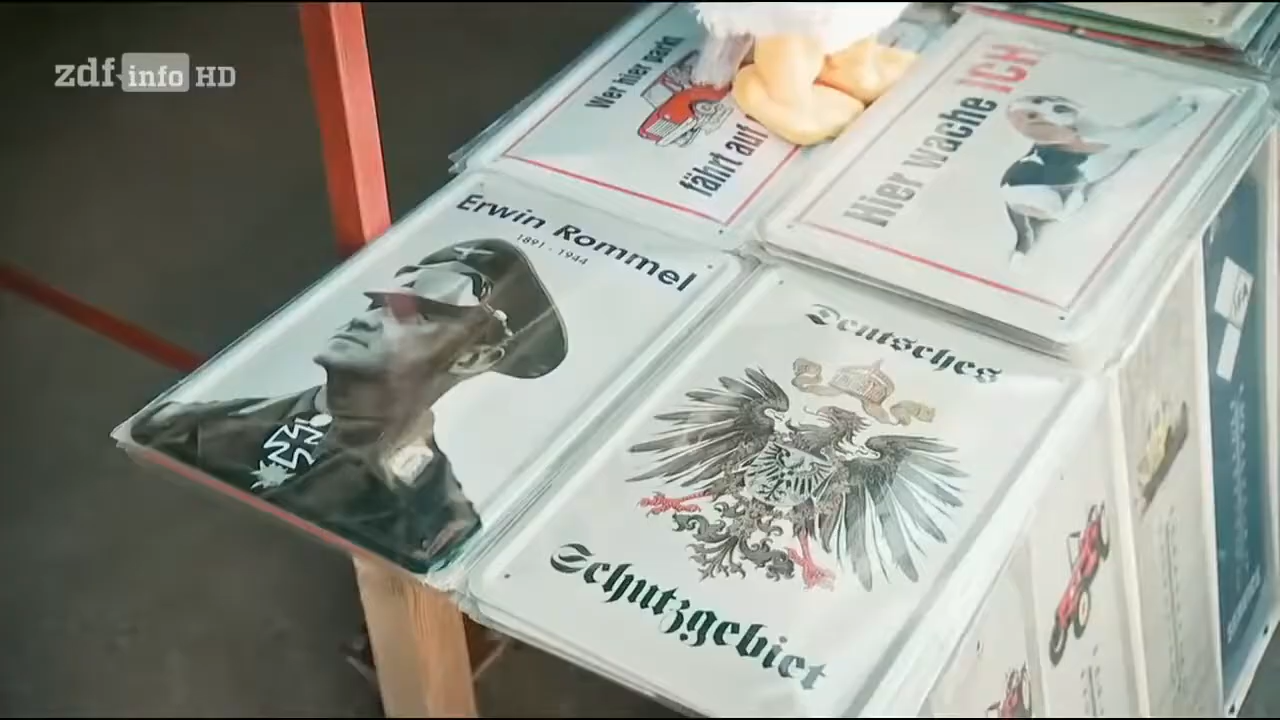 zdf info HD
Wer hier parkt
fährt auf
Hier wache ICH
Erwin Rommel
1891 - 1944
Deutsches
Schutzgebiet